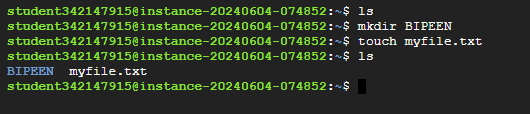 student342147915@instance-20240604-074852:~$ ls
student342147915@instance-20240604-074852:~$ mkdir BIPEEN
student342147915@instance-20240604-074852:~$ touch myfile.txt
student342147915@instance-20240604-074852:~$ ls
BIPEEN  myfile.txt
student342147915@instance-20240604-074852:~$